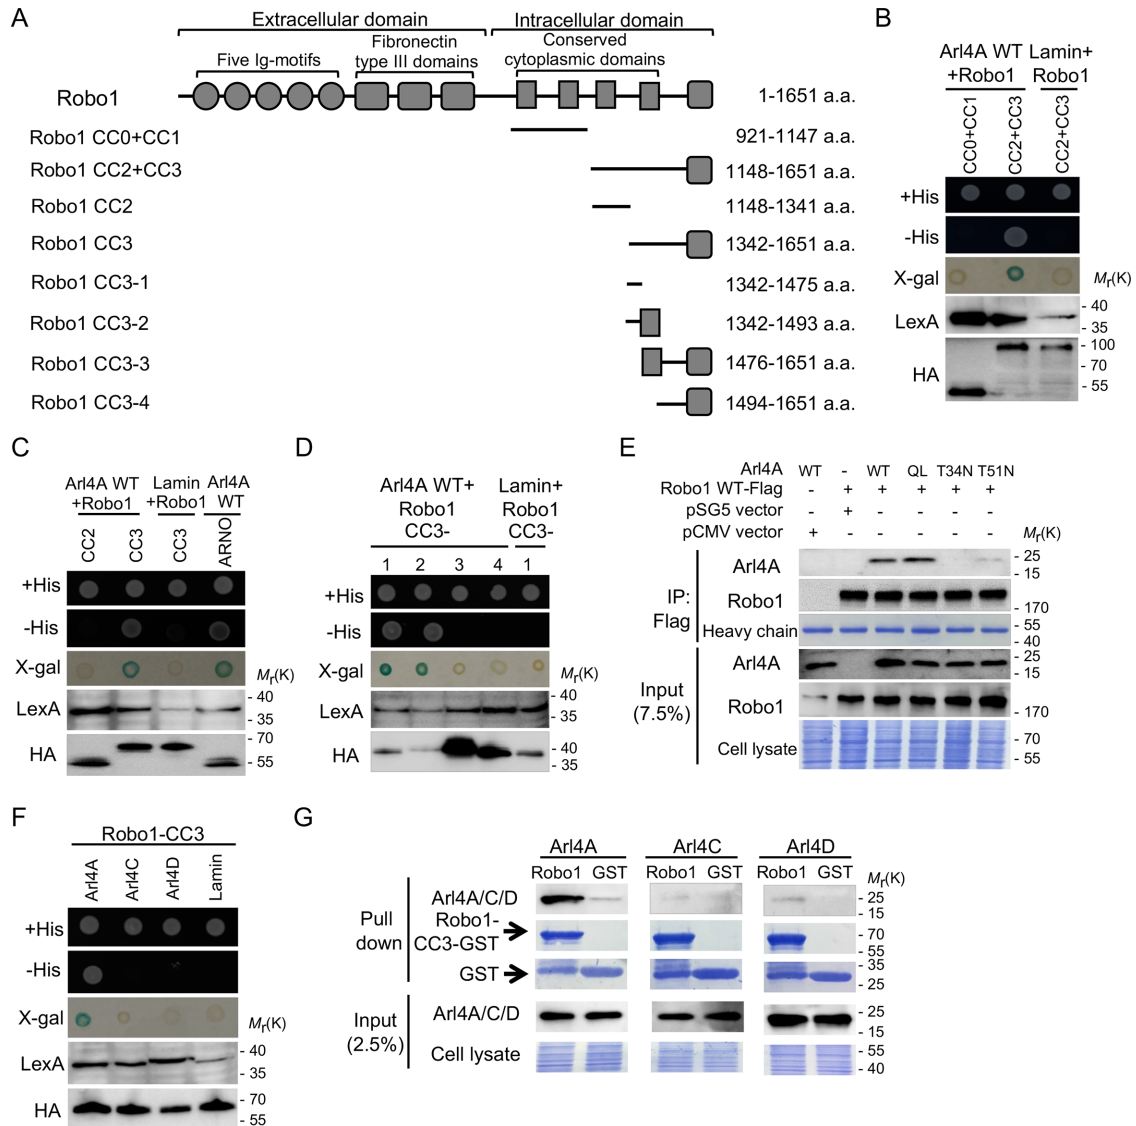 A
Extracellular domain
Intracellular domain
Five Ig-motifs
Fibronectin
type III domains
Conserved
cytoplasmic domains
Robo1
1-1651 a.a.
Robo1 CC0+CC1
921-1147 a.a.
Robo1 CC2+CC3
1148-1651 a.a.
Robo1 CC2
1148-1341 a.a.
Robo1 CC3
1342-1651 a.a.
Robo1 CC3-1
1342-1475 a.a.
Robo1 CC3-2
1342-1493 a.a.
Robo1 CC3-3
1476-1651 a.a.
Robo1 CC3-4
1494-1651 a.a.
B
Arl4A WT
+Robo1
Lamin+
Robo1
CC0+CC1
CC2+CC3
CC2+CC3
+His
-His
X-gal
Mr(K)
LexA
- 40
- 35
HA
- 100
- 70
- 55
C
Arl4A WT
+Robo1
Lamin
+Robo1
Arl4A
WT
CC2
CC3
CC3
ARNO
+His
-His
X-gal
Mr(K)
LexA
- 40
- 35
HA
- 70
- 55
D
Arl4A WT+
Robo1
CC3-
Lamin+
Robo1
CC3-
1 2 3 4 1
+His
-His
X-gal
Mr(K)
LexA
- 40
- 35
HA
- 40
- 35
E
Arl4A WT - WT QL T34N T51N
Robo1 WT-Flag - + + + + +
pSG5 vector - + - - - -
pCMV vector + - - - - -
Mr(K)
IP:
Flag
Arl4A
- 25
- 15
Robo1
- 170
Heavy chain
- 55
- 40
Input
(7.5%)
Arl4A
- 25
- 15
Robo1
- 170
Cell lysate
- 70
- 55
F
Robo1-CC3
Arl4A
Arl4C
Arl4D
Lamin
+His
-His
X-gal
Mr(K)
LexA
- 40
- 35
HA
- 70
- 55
G
Arl4A Arl4C Arl4D
Robo1 GST Robo1 GST Robo1 GST
Mr(K)
Pull
down
Arl4A/C/D
- 25
- 15
Robo1-
CC3-GST
- 70
- 55
GST
- 35
- 25
Input
(2.5%)
Arl4A/C/D
- 25
- 15
Cell lysate
- 55
- 40